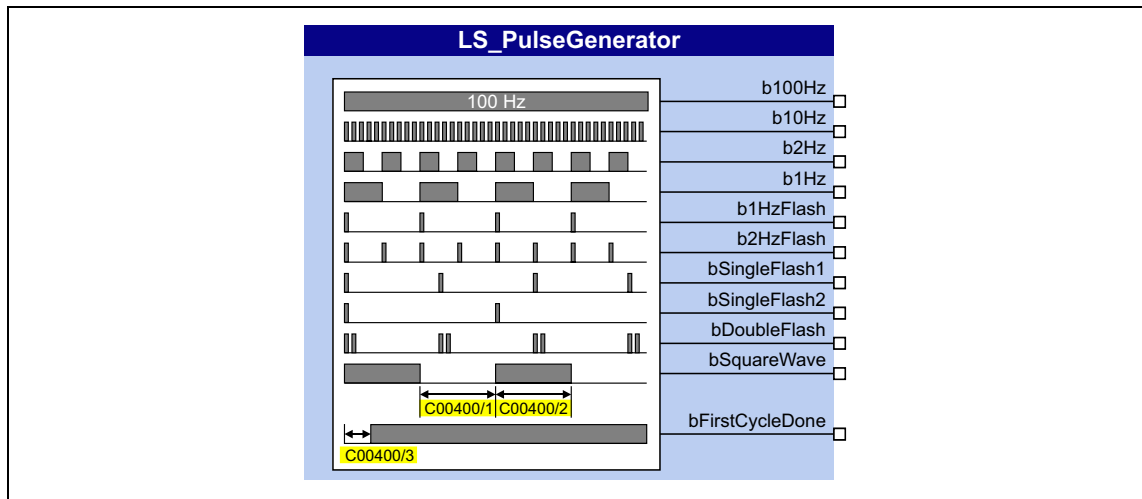 LS_PulseGenerator
100 Hz
b100Hz
b10Hz
b2Hz
b1Hz
b1HzFlash
b2HzFlash
bSingleFlash1
bSingleFlash2
bDoubleFlash
bSquareWave
C00400/1 C00400/2
bFirstCycleDone
C00400/3